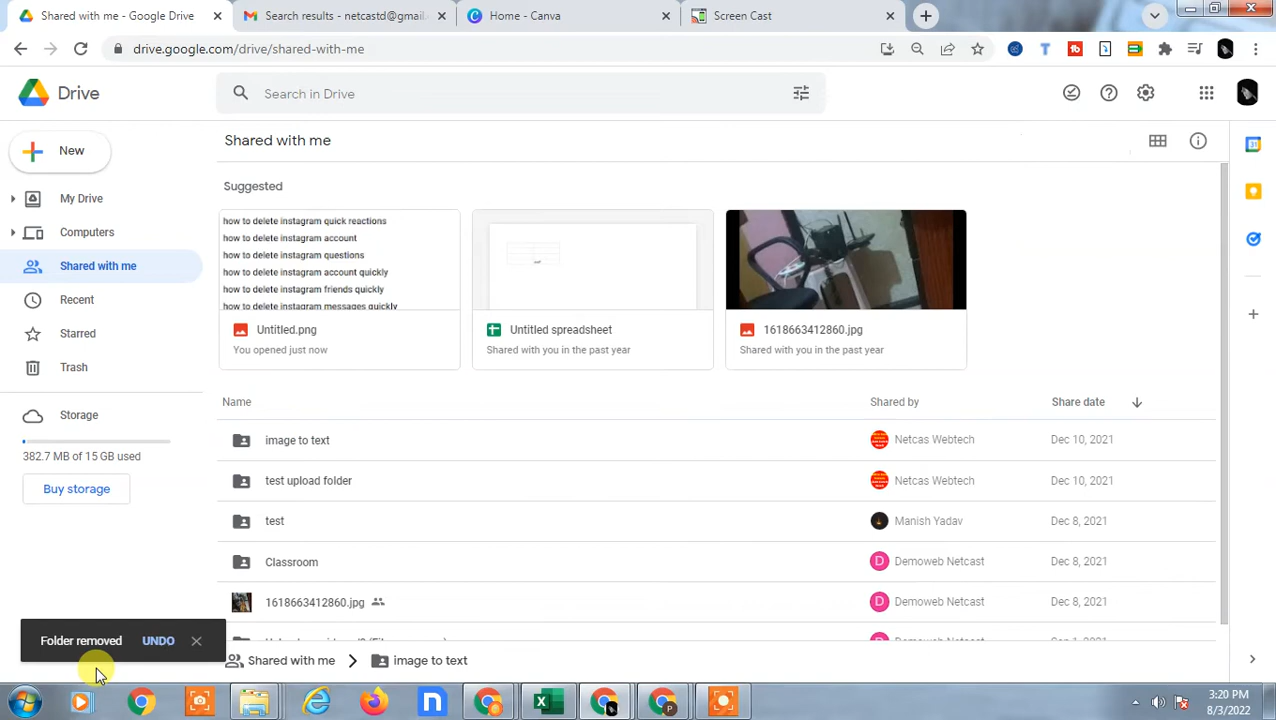 Shared with me - Google Drive
Search results - netcastd@gmail
Home - Canva
Screen Cast
drive.google.com/drive/shared-with-me
Drive
Search in Drive
New
Shared with me
My Drive
Computers
Shared with me
Recent
Starred
Trash
Storage
382.7 MB of 15 GB used
Buy storage
Suggested
how to delete instagram quick reactions
how to delete instagram account
how to delete instagram questions
how to delete instagram account quickly
how to delete instagram friends quickly
how to delete instagram messages quickly
Untitled.png
You opened just now
Untitled spreadsheet
Shared with you in the past year
1618663412860.jpg
Shared with you in the past year
Name Shared by Share date
image to text Netcas Webtech Dec 10, 2021
test upload folder Netcas Webtech Dec 10, 2021
test Manish Yadav Dec 8, 2021
Classroom D Demoweb Netcast Dec 8, 2021
1618663412860.jpg D Demoweb Netcast Dec 8, 2021
Demoweb Netcast
Folder removed UNDO
Shared with me image to text
3:20 PM
8/3/2022